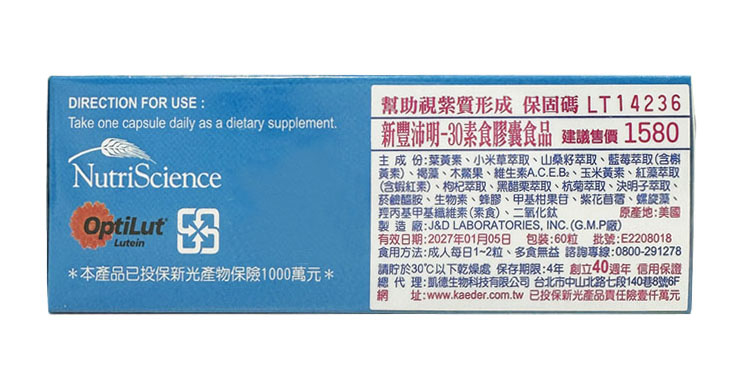 DIRECTION FOR USE :
Take one capsule daily as a dietary supplement.
NutriScience
OptiLut
Lutein
＊本產品已投保新光產物保險1000萬元＊
幫助視紫質形成 保固碼 LT14236
新豐沛明-30素食膠囊食品 建議售價 1580
主 成 份:葉黃素、小米草萃取、山桑籽萃取、藍莓萃取(含槲
黃素)、褐藻、木鱉果、維生素A.C.E.B₂、玉米黃素、紅藻萃取
(含蝦紅素)、枸杞萃取、黑醋栗萃取、杭菊萃取、決明子萃取、
菸鹼醯胺、生物素、蜂膠、甲基柑果苷、紫花苜蓿、螺旋藻、
羥丙基甲基纖維素(素食)、二氧化鈦 原產地:美國
製 造 廠:J&D LABORATORIES, INC.(G.M.P廠)
有效日期:2027年01月05日 包裝:60粒 批號:E2208018
食用方法:成人每日1~2粒、多食無益 諮詢專線:0800-291278
請貯於30℃以下乾燥處 保存期限:4年 創立40週年 信用保證
總 代 理:凱德生物科技有限公司 台北市中山北路七段140巷8號6F
網 址:www.kaeder.com.tw 已投保新光產品責任險壹仟萬元